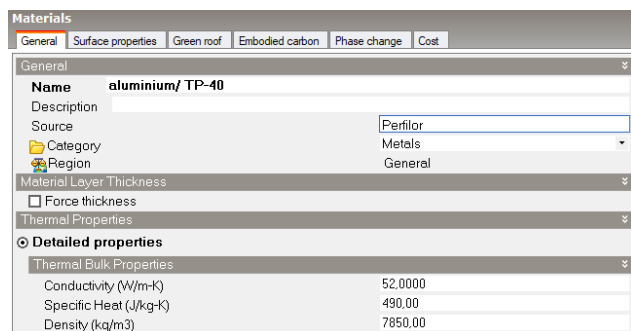 Materials
General Surface properties Green roof Embodied carbon Phase change Cost
General
Name aluminium/ TP-40
Description
Source Perfilor
Category Metals
Region General
Material Layer Thickness
Force thickness
Thermal Properties
Detailed properties
Thermal Bulk Properties
Conductivity (W/m-K) 52,0000
Specific Heat (J/kg-K) 490,00
Density (kg/m3) 7850,00